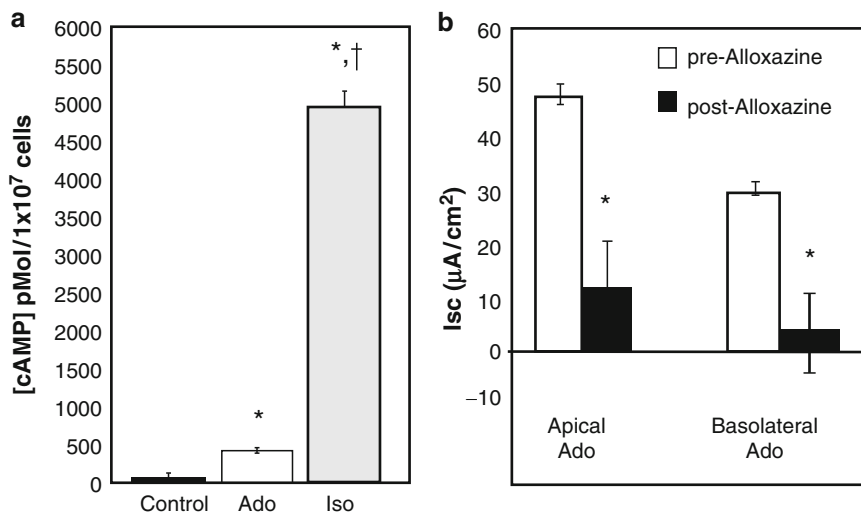 a
[cAMP] pMol/1x10⁷ cells
6000
5500
5000
4500
4000
3500
3000
2500
2000
1500
1000
500
0
*
*,†
Control Ado Iso
b
Isc (μA/cm²)
60
50
40
30
20
10
0
−10
pre-Alloxazine
post-Alloxazine
*
*
Apical
Ado
Basolateral
Ado